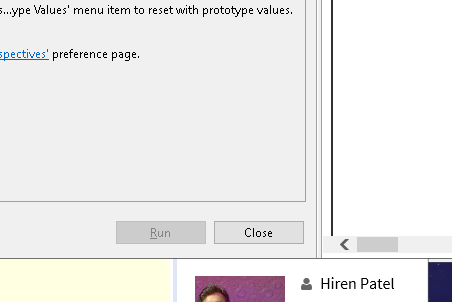 s...ype Values' menu item to reset with prototype values.
spectives' preference page.
Run
Close
Hiren Patel